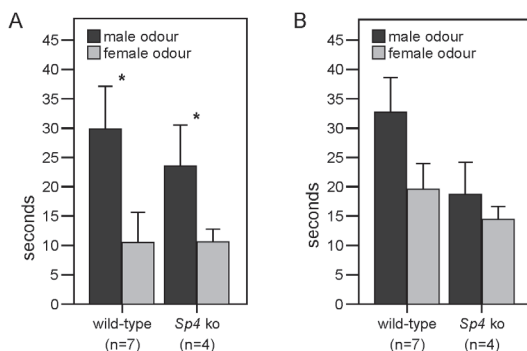 A
male odour
female odour
seconds
45
40
35
30
25
20
15
10
5
0
*
*
wild-type
(n=7)
Sp4 ko
(n=4)
B
male odour
female odour
seconds
45
40
35
30
25
20
15
10
5
0
wild-type
(n=7)
Sp4 ko
(n=4)